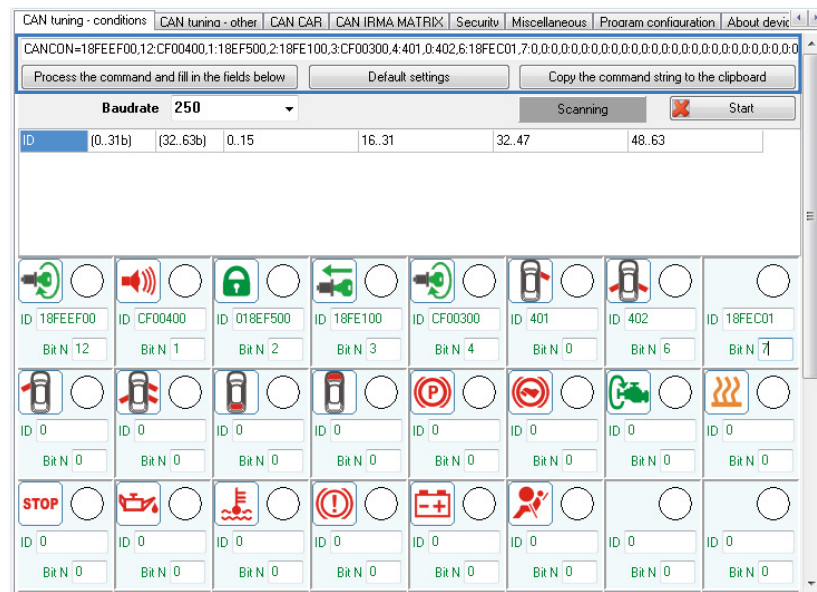 CAN tuning - conditions CAN tuning - other CAN CAR CAN IRMA MATRIX Security Miscellaneous Program configuration About devic
CANCON=18FEEF00,12:CF00400,1:18EF500,2:18FE100,3:CF00300,4:401,0:402,6:18FEC01,7:0,0:0,0:0,0:0,0:0,0:0,0:0,0:0,0:0,0:0,0:0,0:0,0:0,0:0,0:0
Process the command and fill in the fields below Default settings Copy the command string to the clipboard
Baudrate 250 Scanning Start
ID (0..31b) (32..63b) 0..15 16..31 32..47 48..63
ID 18FEEF00 ID CF00400 ID 018EF500 ID 18FE100 ID CF00300 ID 401 ID 402 ID 18FEC01
Bit N 12 Bit N 1 Bit N 2 Bit N 3 Bit N 4 Bit N 0 Bit N 6 Bit N 7
P
ID 0 ID 0 ID 0 ID 0 ID 0 ID 0 ID 0 ID 0
Bit N 0 Bit N 0 Bit N 0 Bit N 0 Bit N 0 Bit N 0 Bit N 0 Bit N 0
STOP
ID 0 ID 0 ID 0 ID 0 ID 0 ID 0 ID 0 ID 0
Bit N 0 Bit N 0 Bit N 0 Bit N 0 Bit N 0 Bit N 0 Bit N 0 Bit N 0